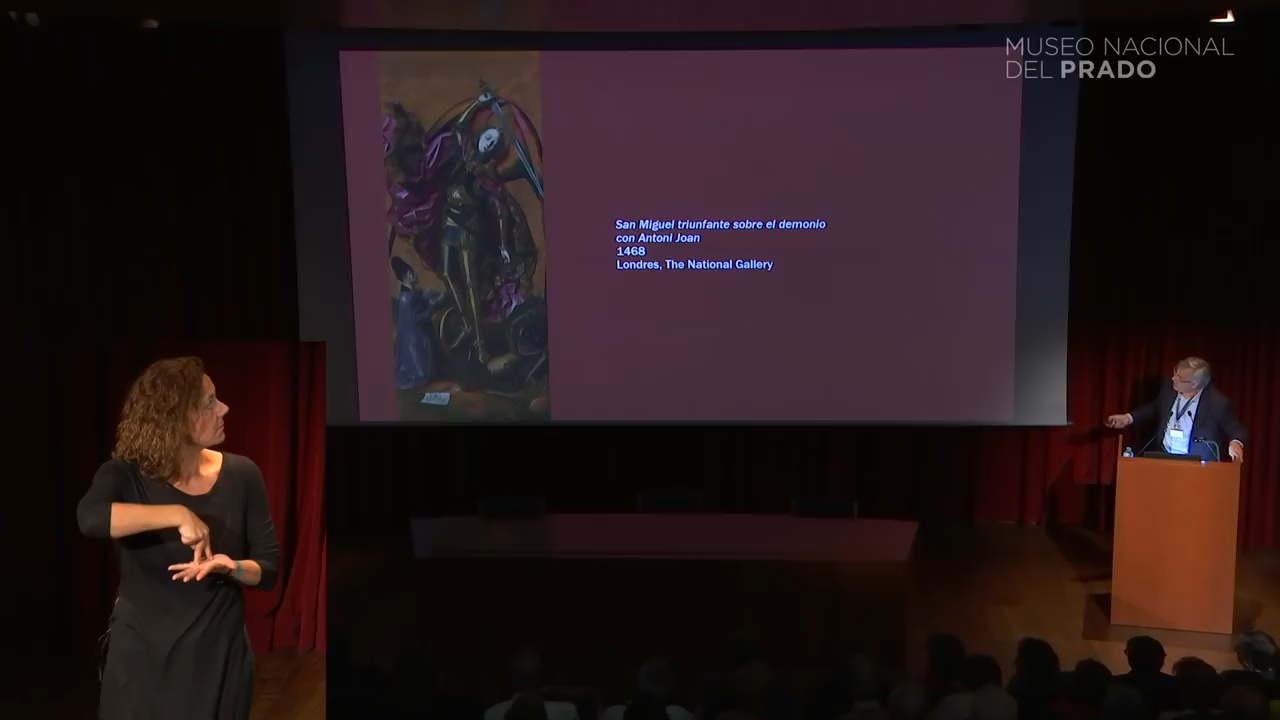 MUSEO NACIONAL
DEL PRADO
San Miguel triunfante sobre el demonio
con Antoni Joan
1468
Londres, The National Gallery